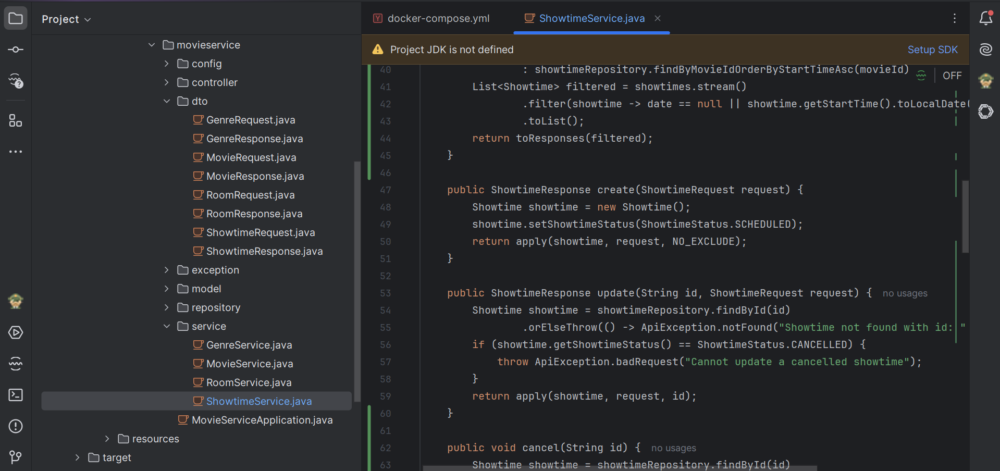 Project
movieservice
config
controller
dto
GenreRequest.java
GenreResponse.java
MovieRequest.java
MovieResponse.java
RoomRequest.java
RoomResponse.java
ShowtimeRequest.java
ShowtimeResponse.java
exception
model
repository
service
GenreService.java
MovieService.java
RoomService.java
ShowtimeService.java
MovieServiceApplication.java
resources
target
docker-compose.yml
ShowtimeService.java
Project JDK is not defined
Setup SDK
OFF
40 : showtimeRepository.findByMovieIdOrderByStartTimeAsc(movieId)
41 List<Showtime> filtered = showtimes.stream()
42 .filter(showtime -> date == null || showtime.getStartTime().toLocalDate(
43 .toList();
44 return toResponses(filtered);
45 }
46
47 public ShowtimeResponse create(ShowtimeRequest request) {
48 Showtime showtime = new Showtime();
49 showtime.setShowtimeStatus(ShowtimeStatus.SCHEDULED);
50 return apply(showtime, request, NO_EXCLUDE);
51 }
52
53 public ShowtimeResponse update(String id, ShowtimeRequest request) { no usages
54 Showtime showtime = showtimeRepository.findById(id)
55 .orElseThrow(() -> ApiException.notFound("Showtime not found with id: "
56 if (showtime.getShowtimeStatus() == ShowtimeStatus.CANCELLED) {
57 throw ApiException.badRequest("Cannot update a cancelled showtime");
58 }
59 return apply(showtime, request, id);
60 }
61
62 public void cancel(String id) { no usages
63 Showtime showtime = showtimeRepository.findById(id)